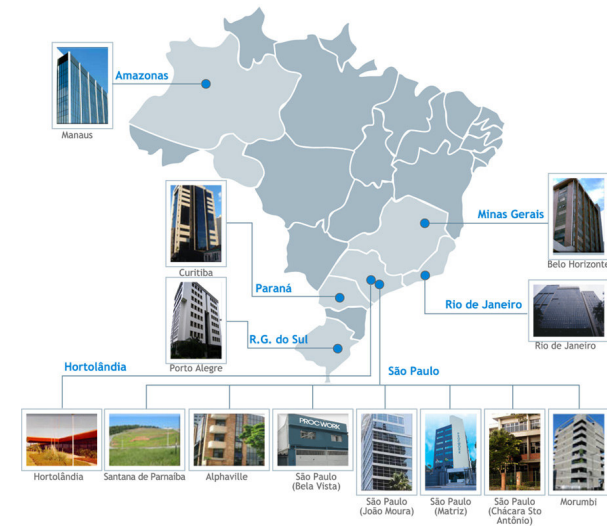 Amazonas
Manaus
Minas Gerais
Belo Horizonte
Curitiba
Paraná
Rio de Janeiro
Rio de Janeiro
R.G. do Sul
Porto Alegre
Hortolândia
São Paulo
PROCWORK
Hortolândia
Santana de Parnaíba
Alphaville
São Paulo
(Bela Vista)
São Paulo
(João Moura)
São Paulo
(Matriz)
São Paulo
(Chácara Sto
Antônio)
Morumbi